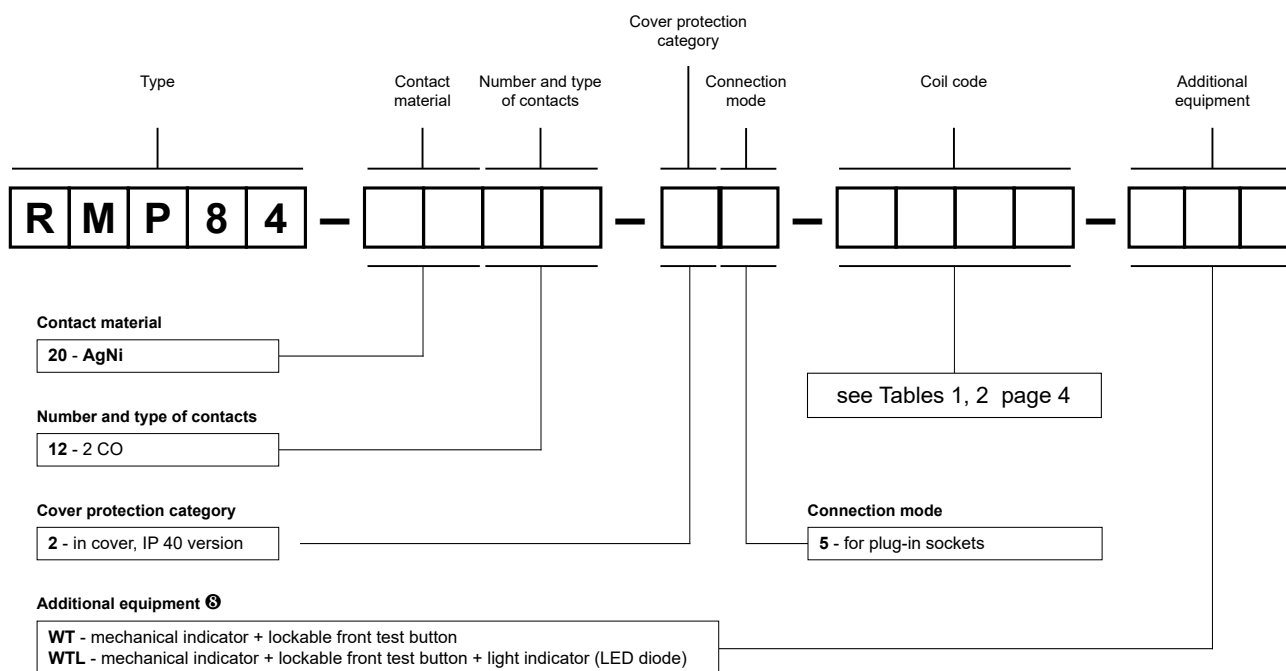 Cover protection
category
Type
Contact
material
Number and type
of contacts
Connection
mode
Coil code
Additional
equipment
R M P 8 4 – – – –
Contact material
20 - AgNi
see Tables 1, 2 page 4
Number and type of contacts
12 - 2 CO
Cover protection category
2 - in cover, IP 40 version
Connection mode
5 - for plug-in sockets
Additional equipment ❽
WT - mechanical indicator + lockable front test button
WTL - mechanical indicator + lockable front test button + light indicator (LED diode)